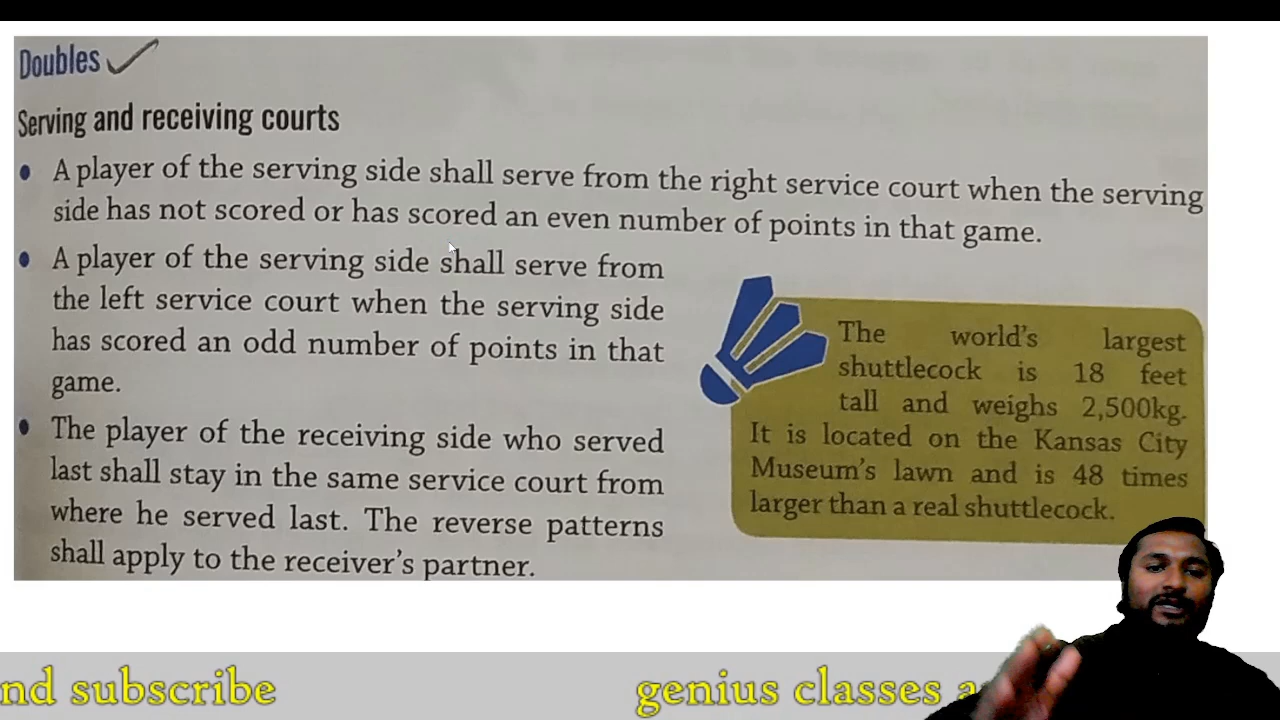 Doubles
Serving and receiving courts
• A player of the serving side shall serve from the right service court when the serving
side has not scored or has scored an even number of points in that game.
• A player of the serving side shall serve from
the left service court when the serving side
has scored an odd number of points in that
game.
• The player of the receiving side who served
last shall stay in the same service court from
where he served last. The reverse patterns
shall apply to the receiver's partner.
The world's largest
shuttlecock is 18 feet
tall and weighs 2,500kg.
It is located on the Kansas City
Museum's lawn and is 48 times
larger than a real shuttlecock.
nd subscribe genius classes a